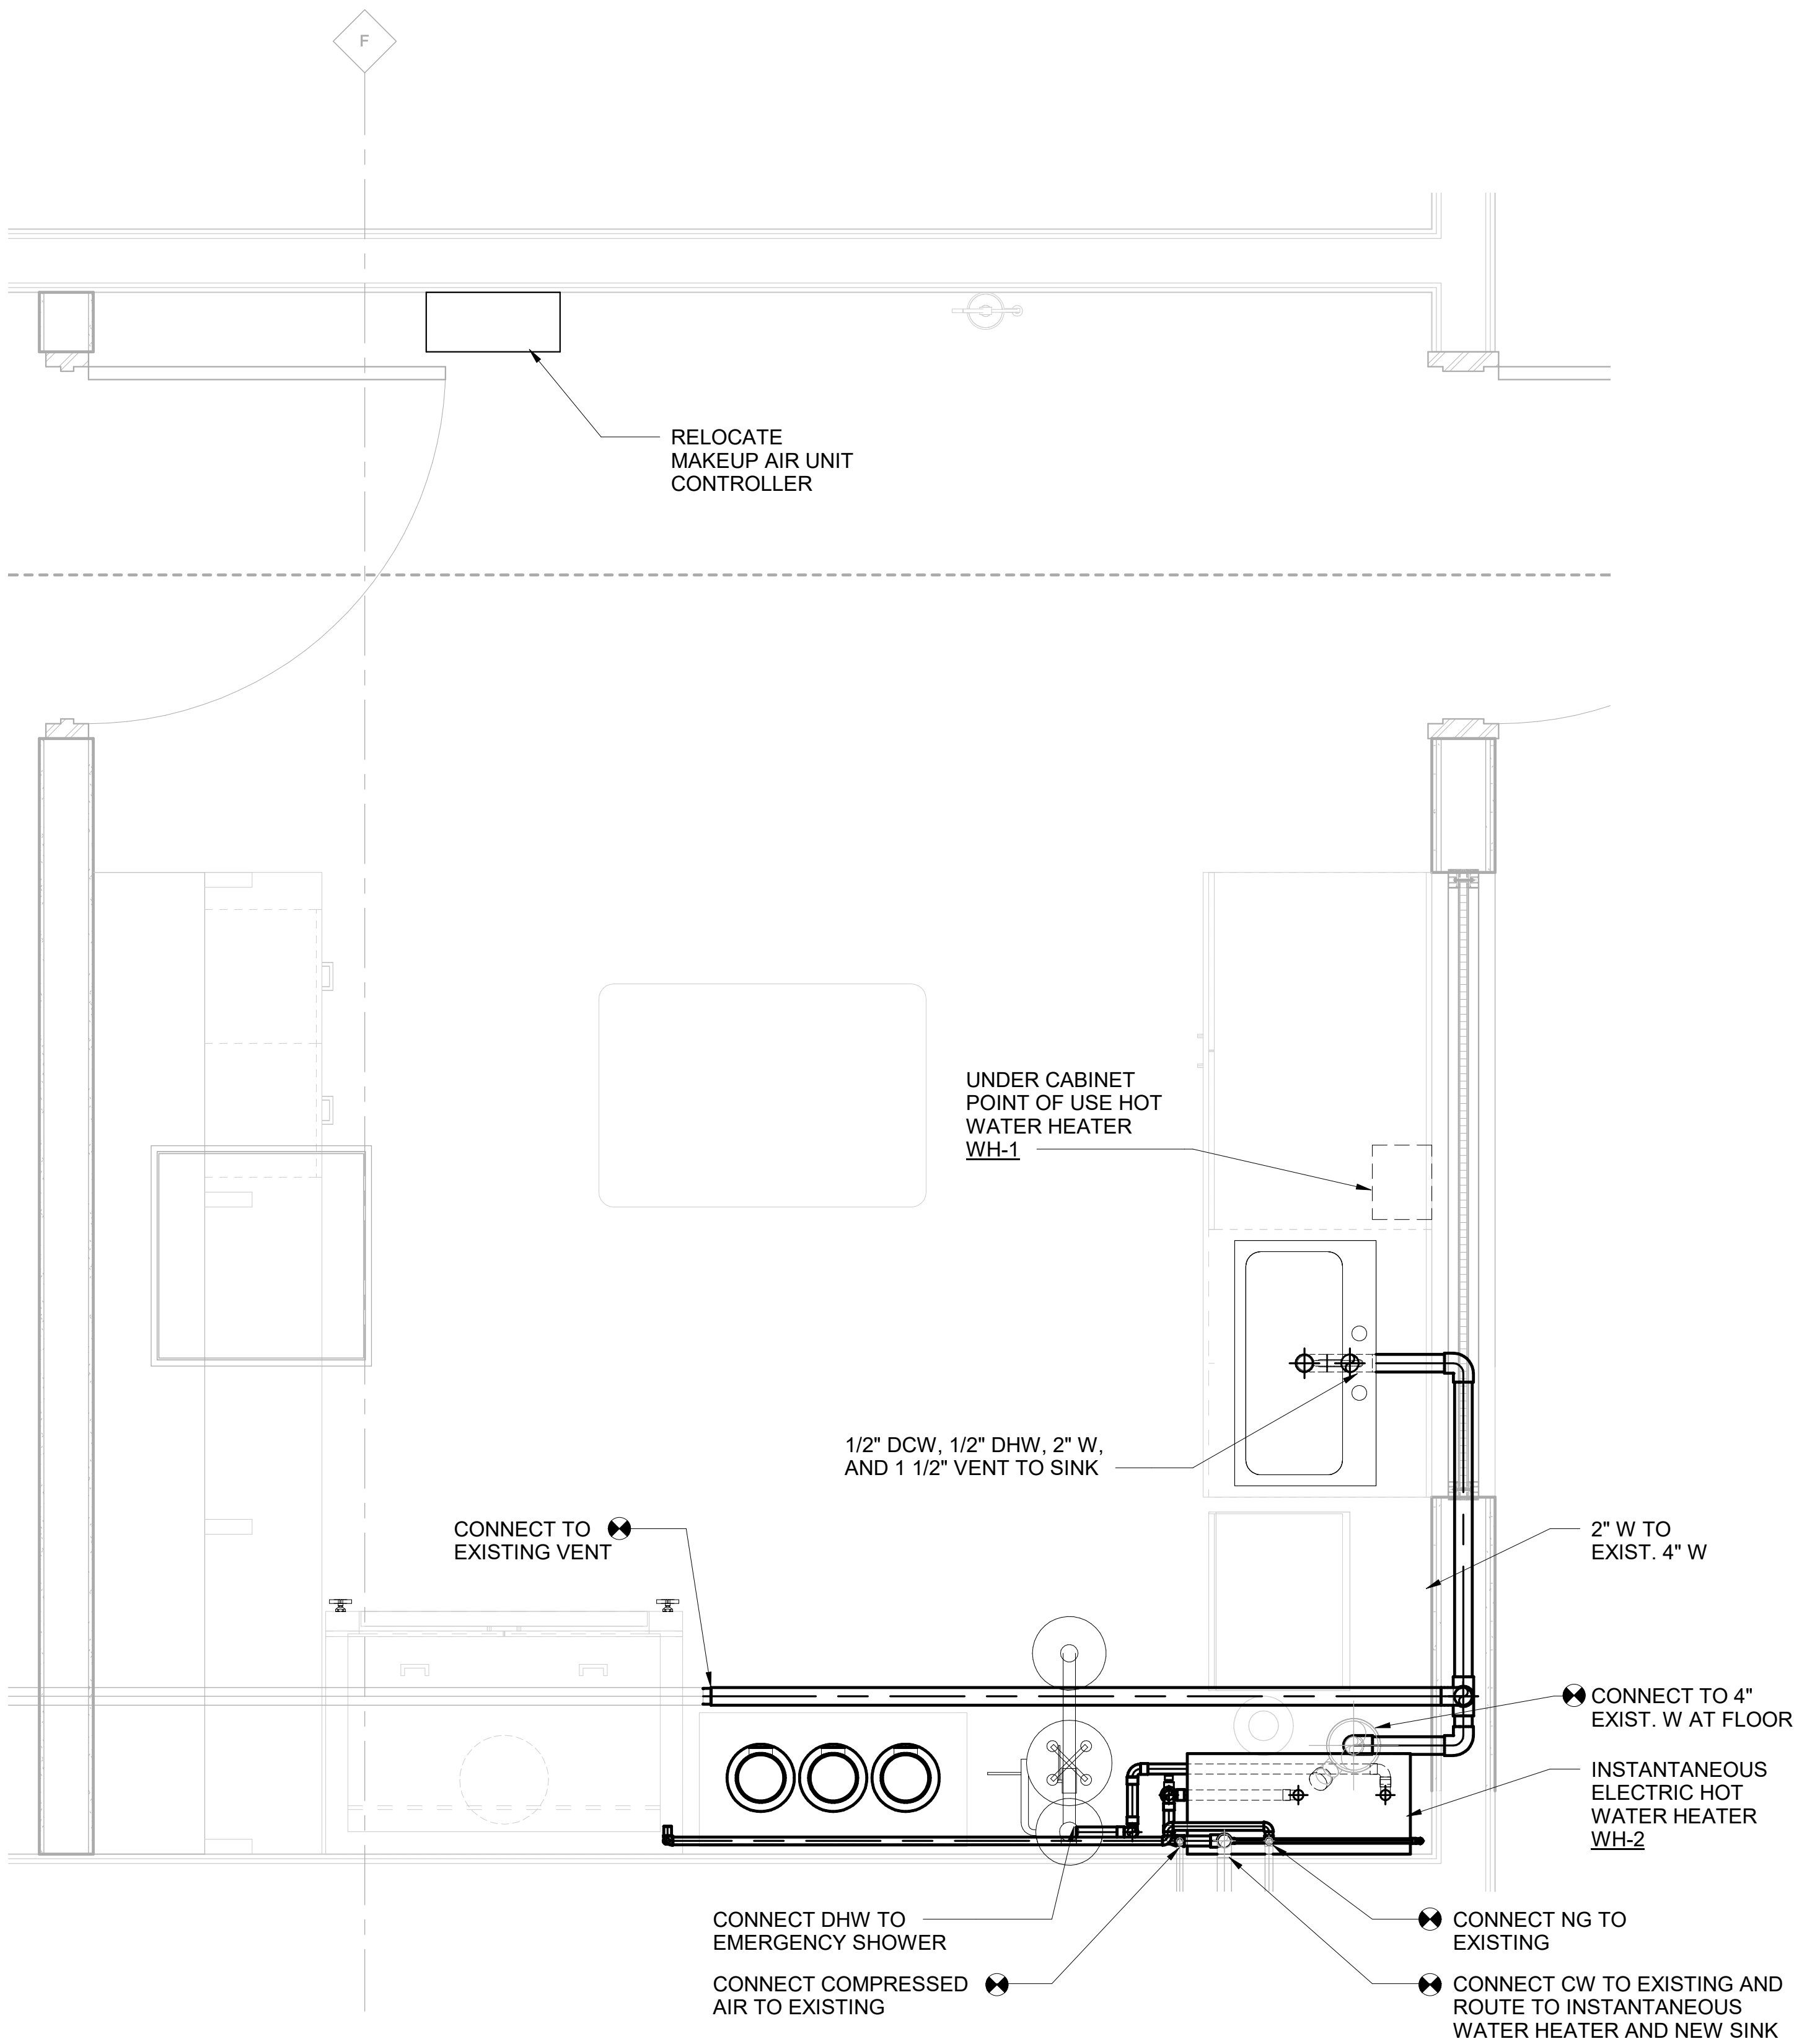 F
RELOCATE
MAKEUP AIR UNIT
CONTROLLER
UNDER CABINET
POINT OF USE HOT
WATER HEATER
WH-1
1/2" DCW, 1/2" DHW, 2" W,
AND 1 1/2" VENT TO SINK
CONNECT TO
EXISTING VENT
2" W TO
EXIST. 4" W
CONNECT TO 4"
EXIST. W AT FLOOR
INSTANTANEOUS
ELECTRIC HOT
WATER HEATER
WH-2
CONNECT DHW TO
EMERGENCY SHOWER
CONNECT NG TO
EXISTING
CONNECT COMPRESSED
AIR TO EXISTING
CONNECT CW TO EXISTING AND
ROUTE TO INSTANTANEOUS
WATER HEATER AND NEW SINK